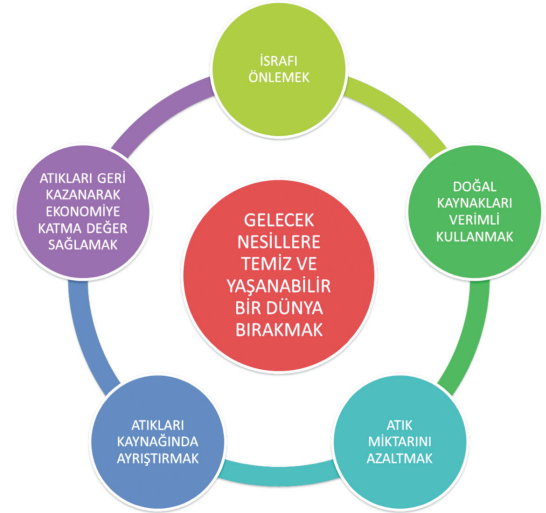 İSRAFI
ÖNLEMEK
DOĞAL
KAYNAKLARI
VERİMLİ
KULLANMAK
ATIK
MİKTARINI
AZALTMAK
ATIKLARI
KAYNAĞINDA
AYRIŞTIRMAK
ATIKLARI GERİ
KAZANARAK
EKONOMİYE
KATMA DEĞER
SAĞLAMAK
GELECEK
NESİLLERE
TEMİZ VE
YAŞANABİLİR
BİR DÜNYA
BIRAKMAK